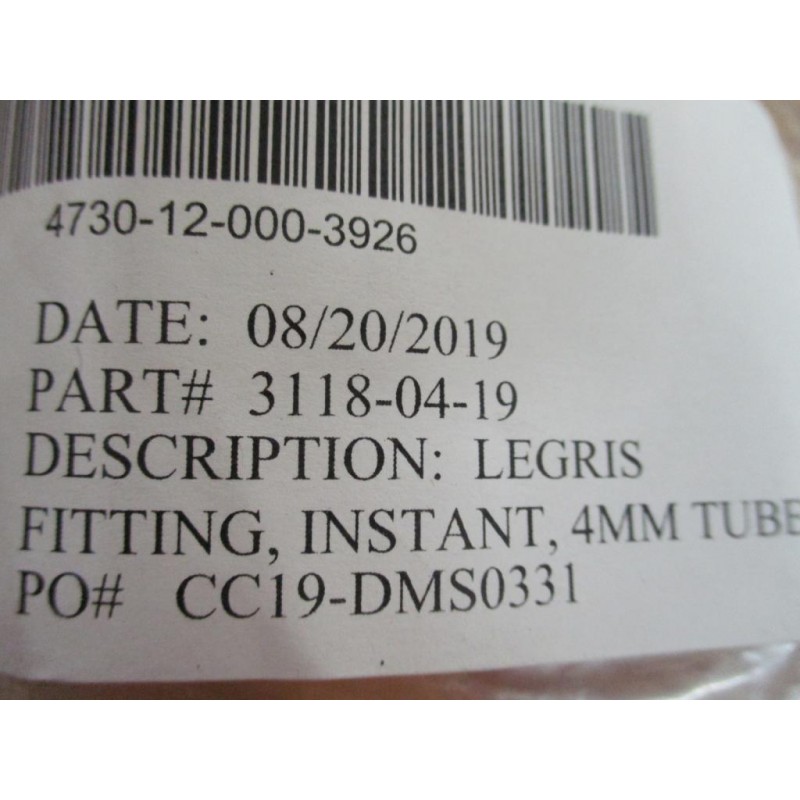 4730-12-000-3926
DATE: 08/20/2019
PART# 3118-04-19
DESCRIPTION: LEGRIS
FITTING, INSTANT, 4MM TUBE
PO# CC19-DMS0331